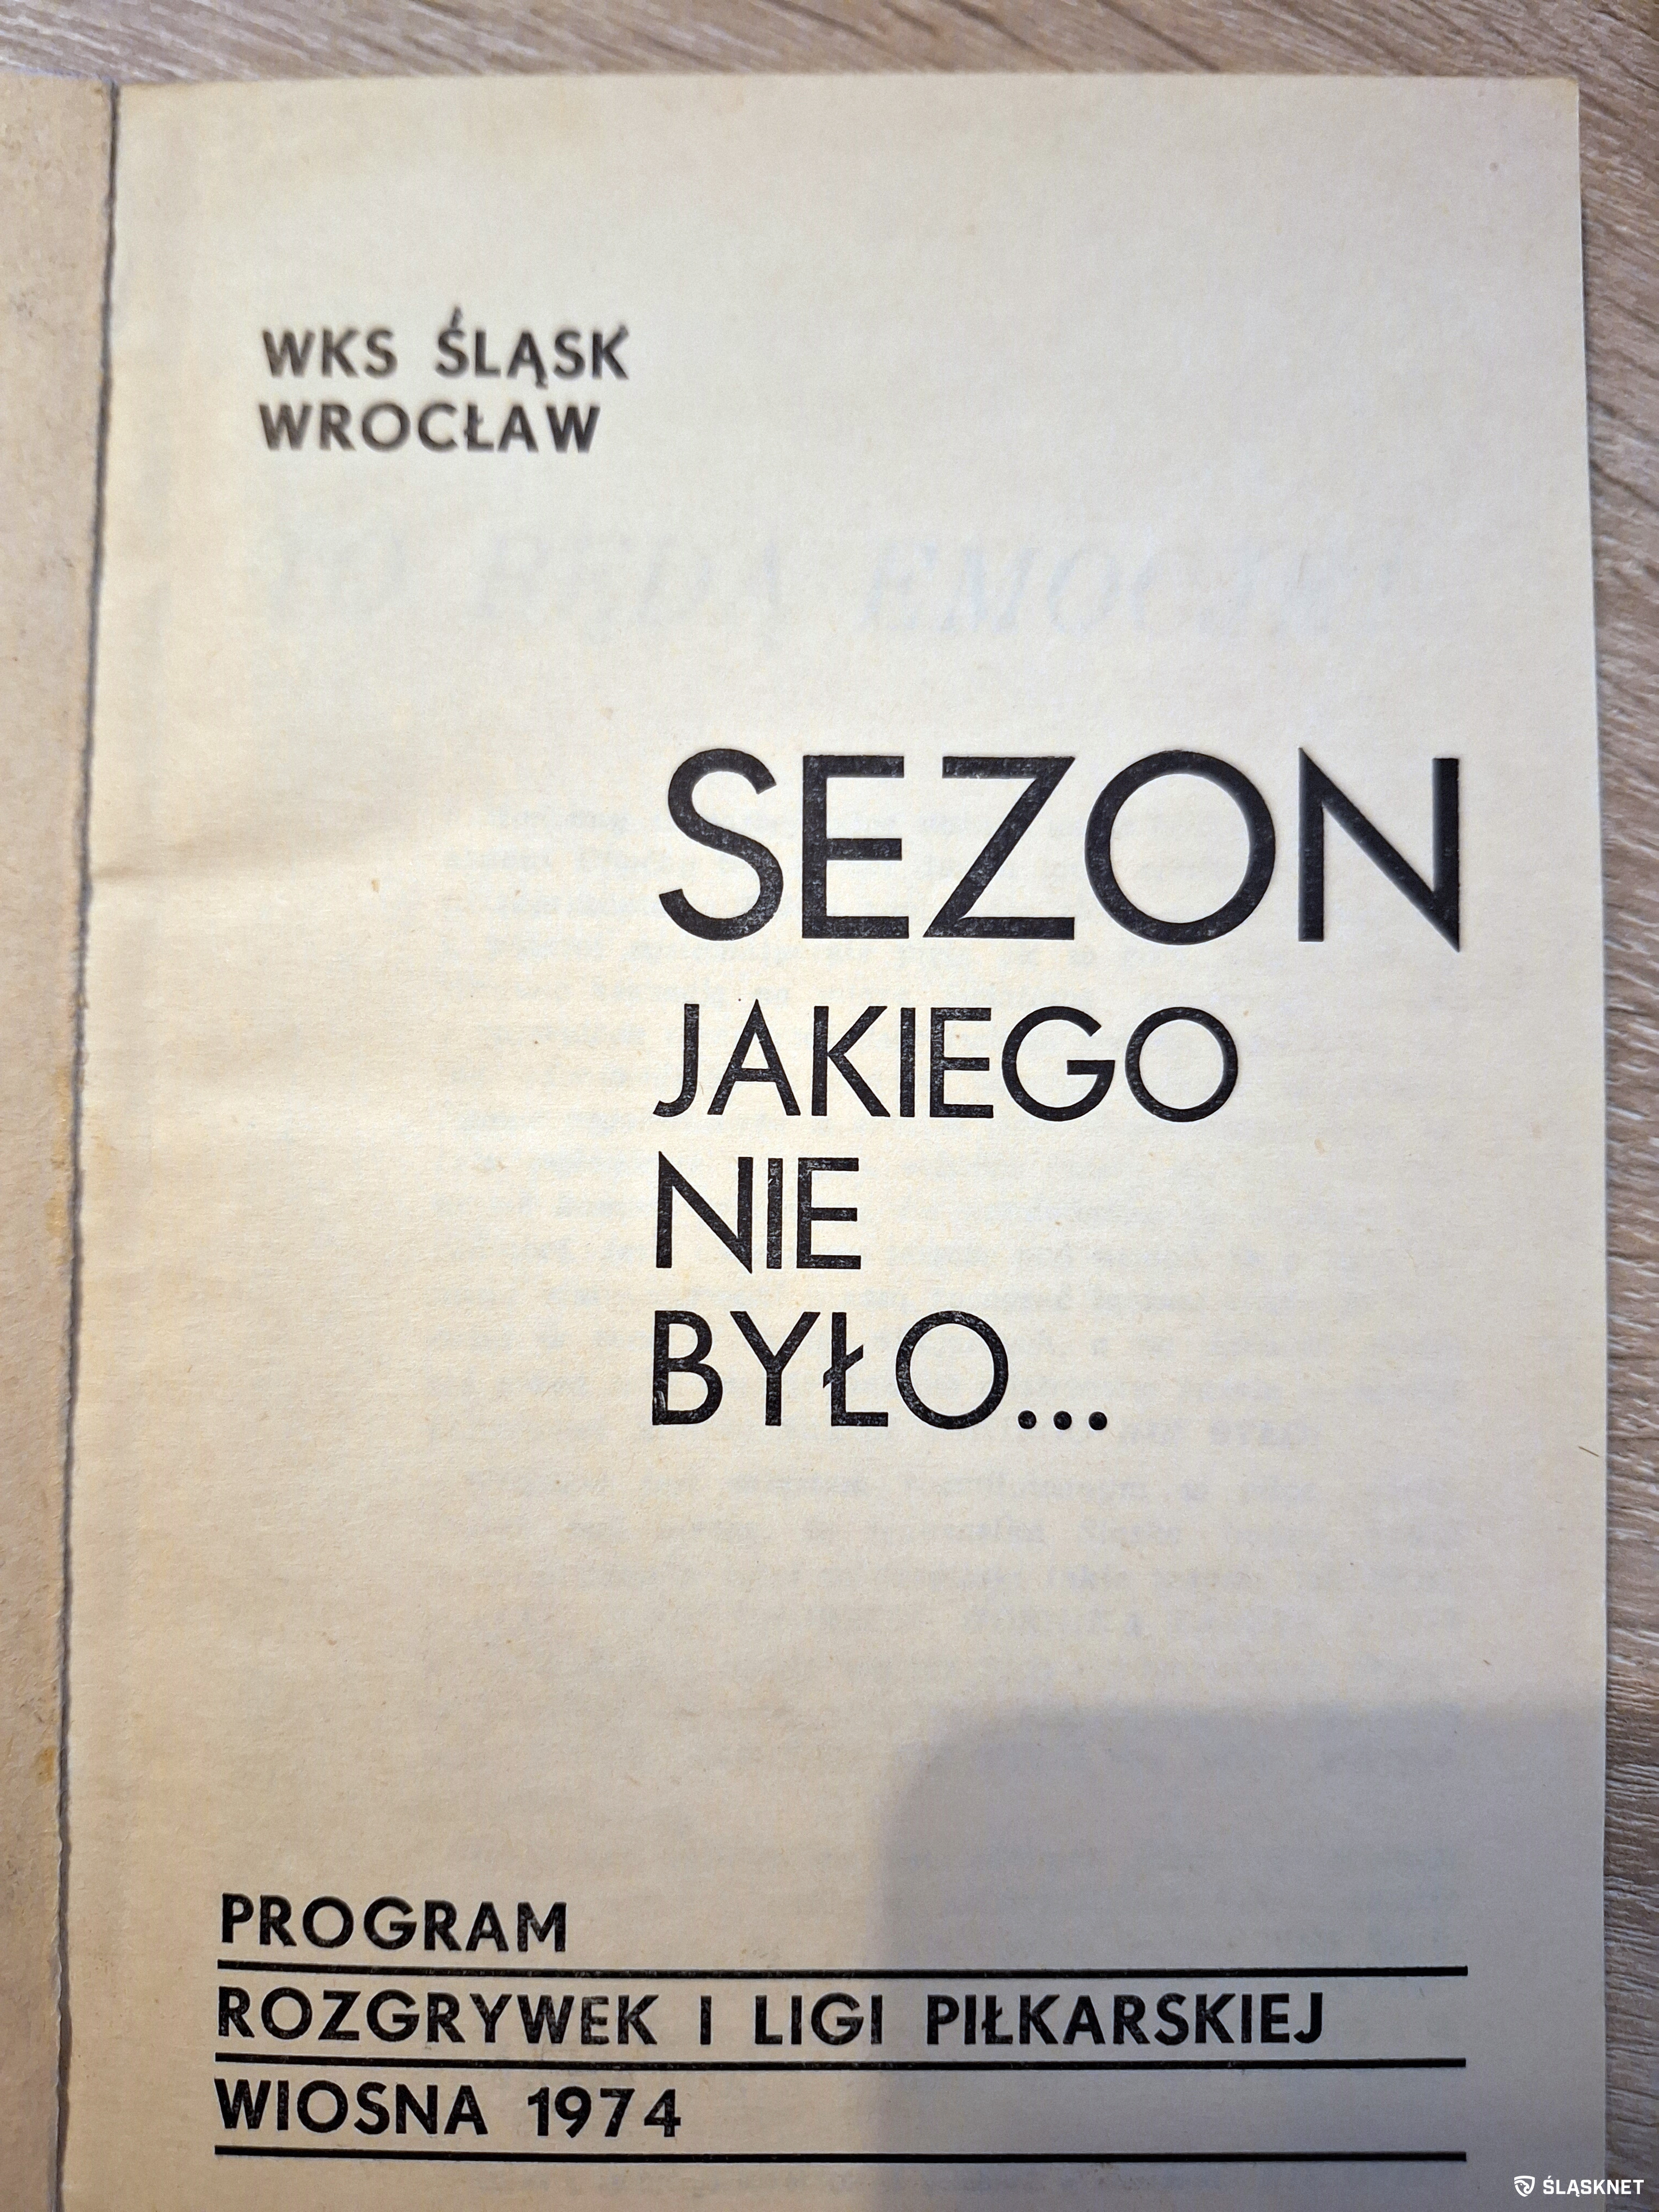 WKS ŚLĄSK
WROCŁAW
SEZON
JAKIEGO
NIE
BYŁO...
PROGRAM
ROZGRYWEK I LIGI PIŁKARSKIEJ
WIOSNA 1974
ŚLĄSKNET